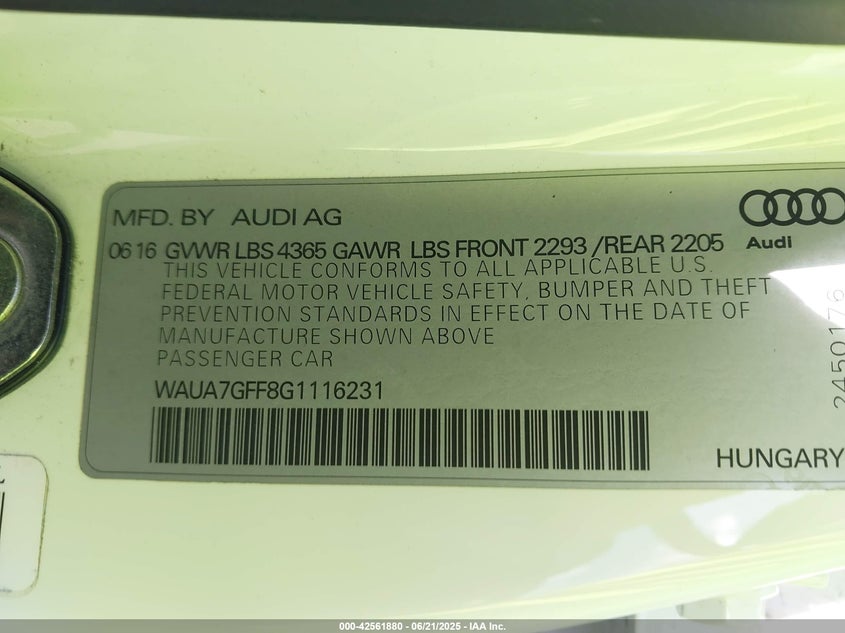 MFD. BY AUDI AG
06 16 GVWR LBS 4365 GAWR LBS FRONT 2293 /REAR 2205
Audi
THIS VEHICLE CONFORMS TO ALL APPLICABLE U.S.
FEDERAL MOTOR VEHICLE SAFETY, BUMPER AND THEFT
PREVENTION STANDARDS IN EFFECT ON THE DATE OF
MANUFACTURE SHOWN ABOVE
PASSENGER CAR
WAUA7GFF8G1116231
2450176
HUNGARY
000-42561880 - 06/21/2025 - IAA Inc.